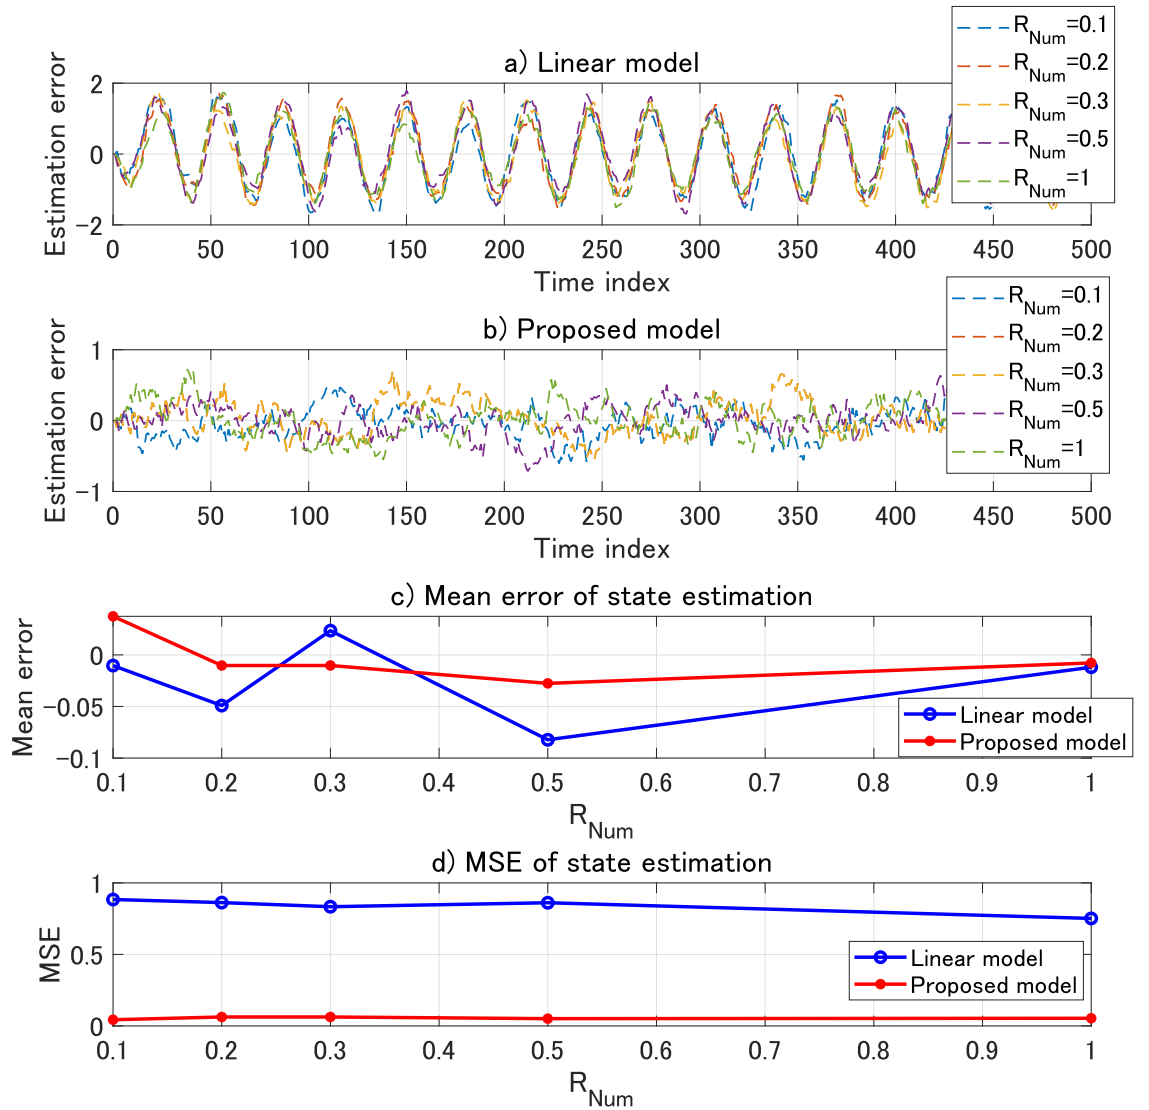 a) Linear model
Estimation error
2
0
−2
0 50 100 150 200 250 300 350 400 450 500
Time index
R_Num=0.1
R_Num=0.2
R_Num=0.3
R_Num=0.5
R_Num=1
b) Proposed model
Estimation error
1
0
−1
0 50 100 150 200 250 300 350 400 450 500
Time index
R_Num=0.1
R_Num=0.2
R_Num=0.3
R_Num=0.5
R_Num=1
c) Mean error of state estimation
Mean error
0
−0.05
−0.1
0.1 0.2 0.3 0.4 0.5 0.6 0.7 0.8 0.9 1
R_Num
Linear model
Proposed model
d) MSE of state estimation
MSE
1
0.5
0
0.1 0.2 0.3 0.4 0.5 0.6 0.7 0.8 0.9 1
R_Num
Linear model
Proposed model